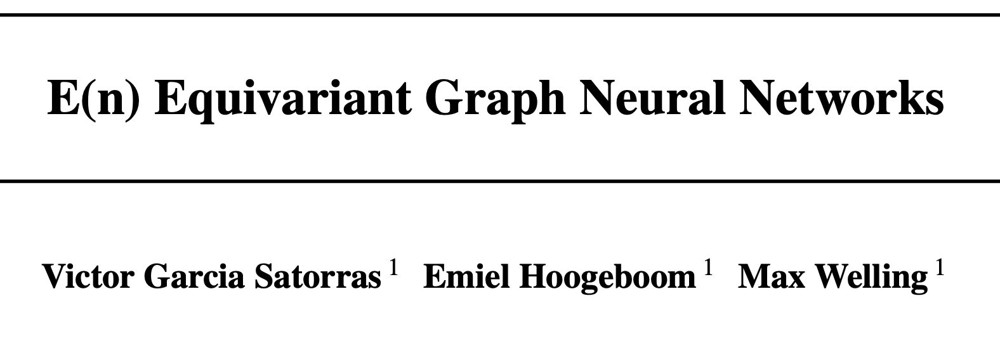 E(n) Equivariant Graph Neural Networks
Victor Garcia Satorras 1 Emiel Hoogeboom 1 Max Welling 1